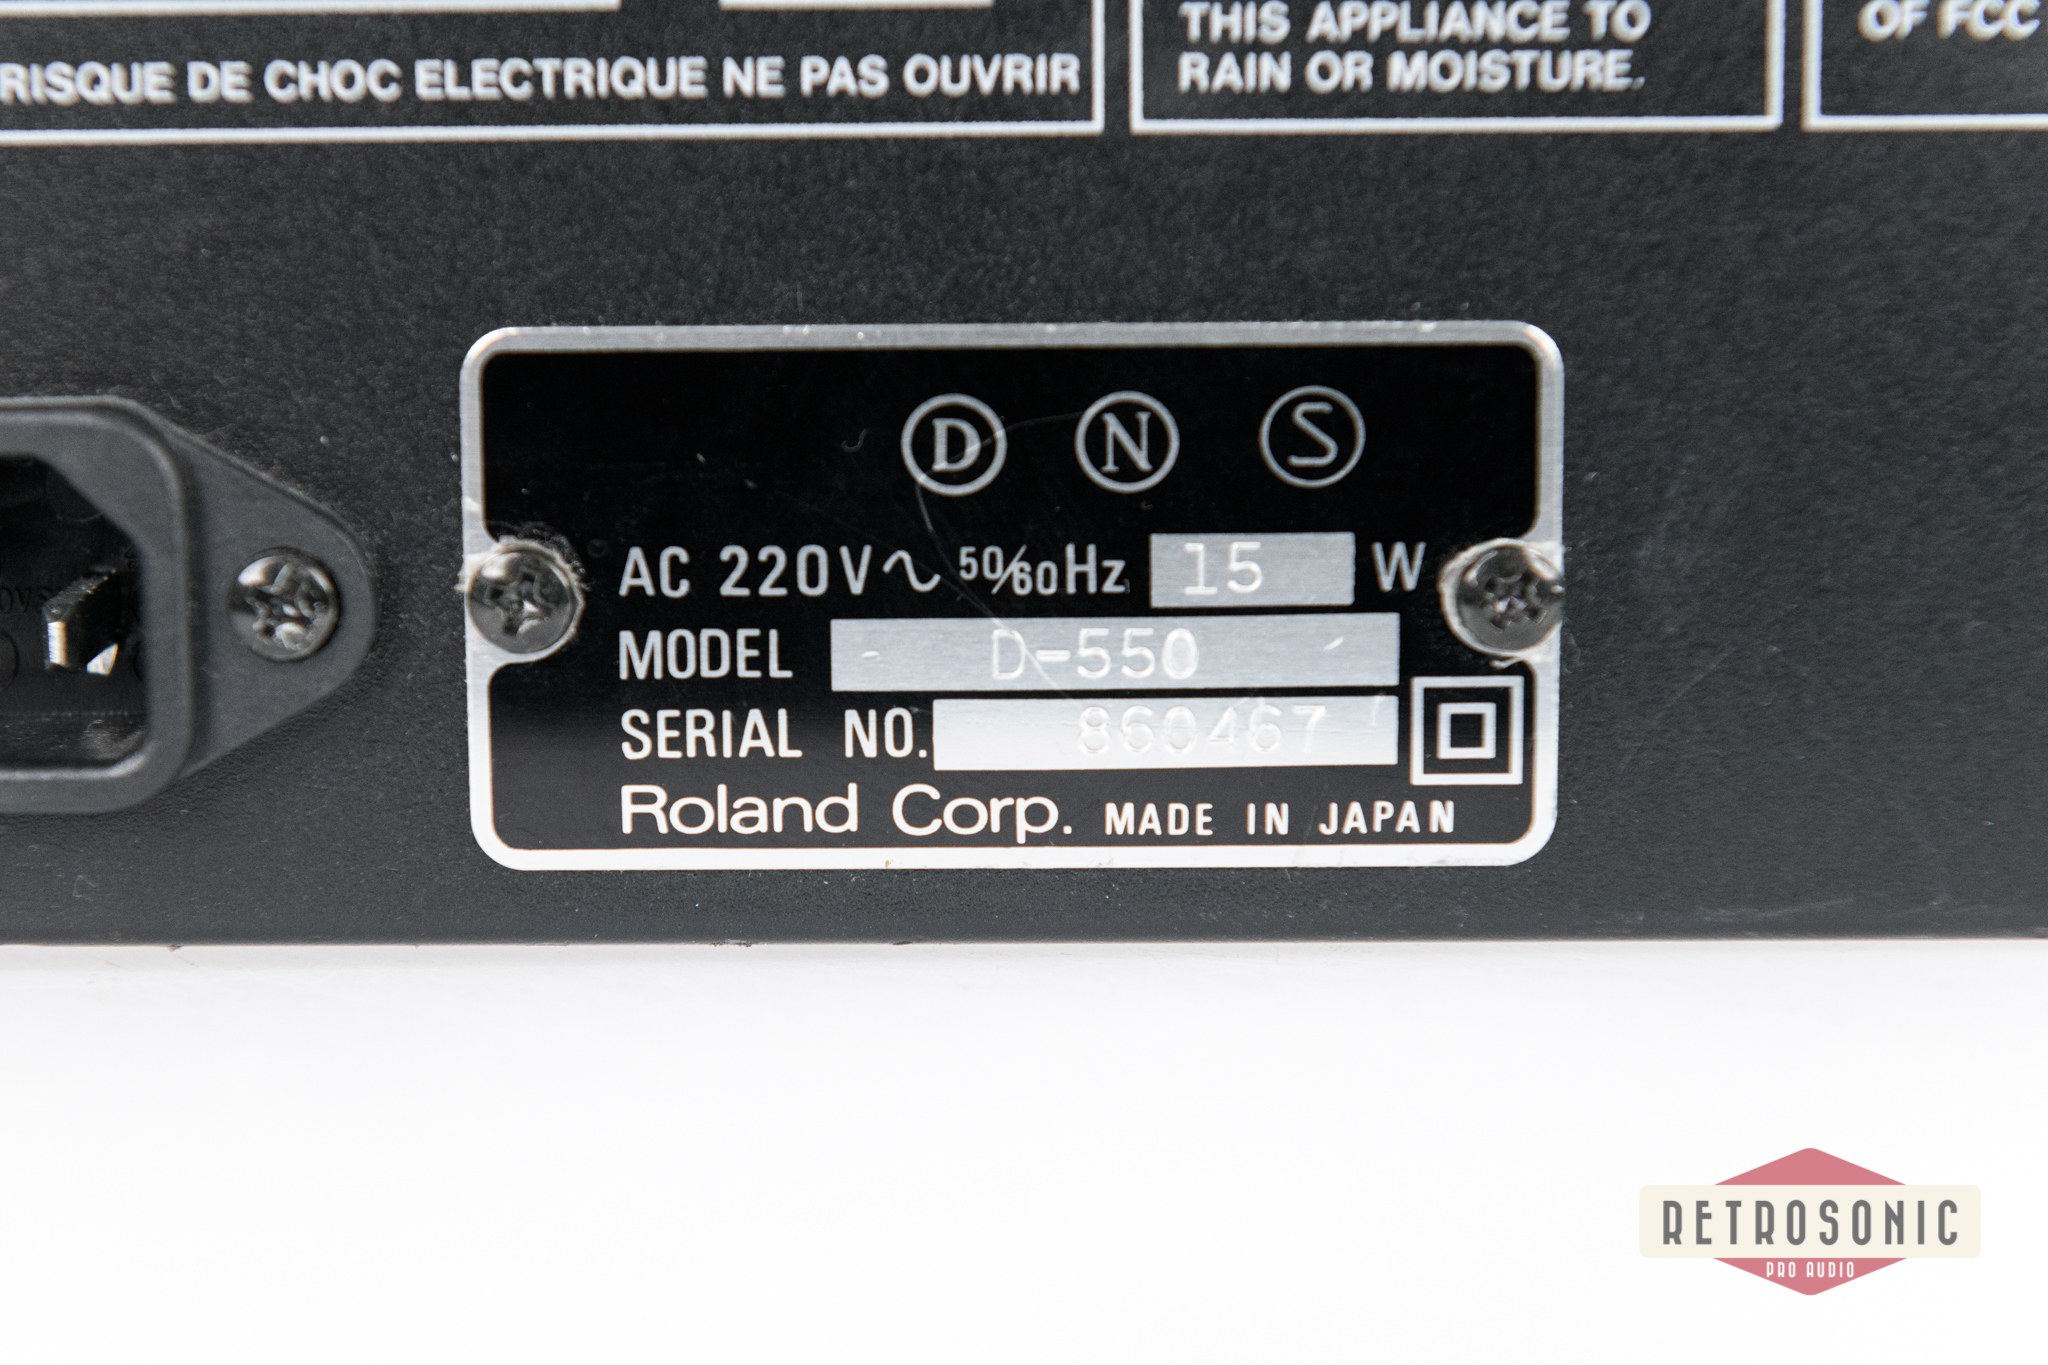 RISQUE DE CHOC ELECTRIQUE NE PAS OUVRIR
THIS APPLIANCE TO
RAIN OR MOISTURE.
OF FCC
D N S
AC 220V∿ 50/60Hz 15 W
MODEL D-550
SERIAL NO. 860467
Roland Corp. MADE IN JAPAN
RETROSONIC
PRO AUDIO